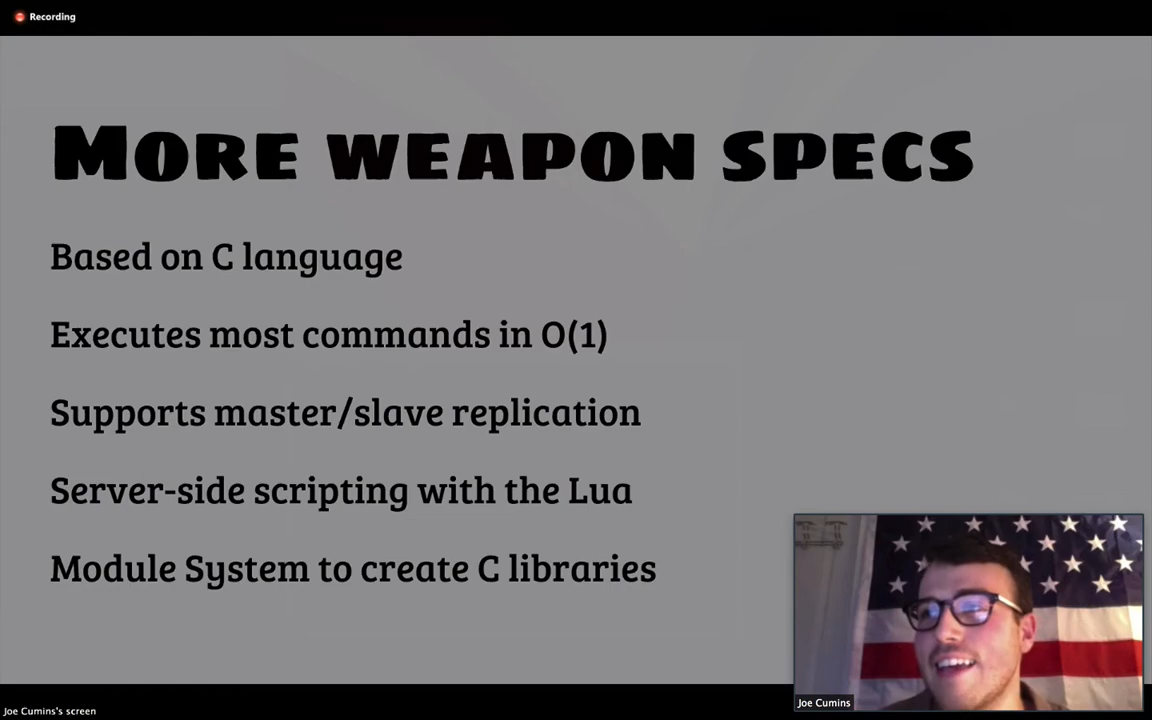 Recording
More weapon specs
Based on C language
Executes most commands in O(1)
Supports master/slave replication
Server-side scripting with the Lua
Module System to create C libraries
Joe Cumins
Joe Cumins's screen